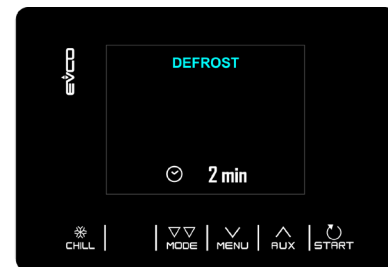 EVCO
DEFROST
2 min
CHILL
MODE
MENU
AUX
START